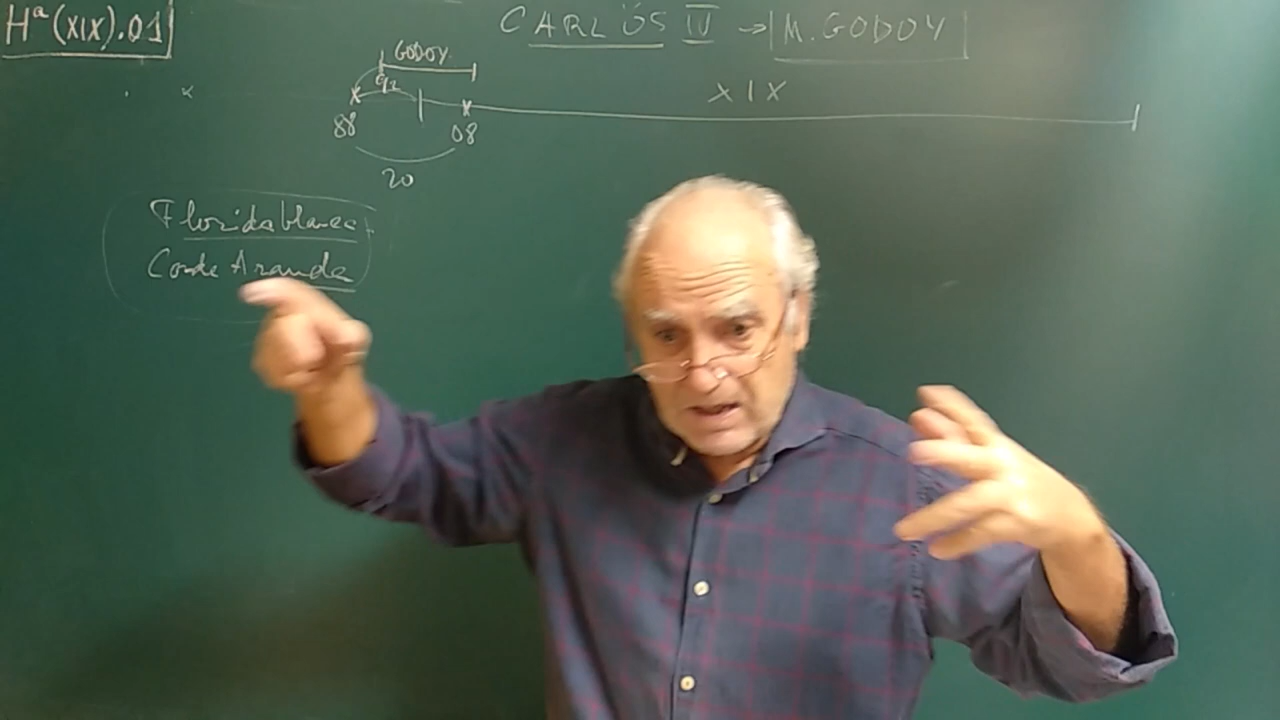 Hª(XIX).01
CARLOS IV → M. GODOY
GODOY
92
XIX
88 08
20
Floridablanca
Conde Aranda